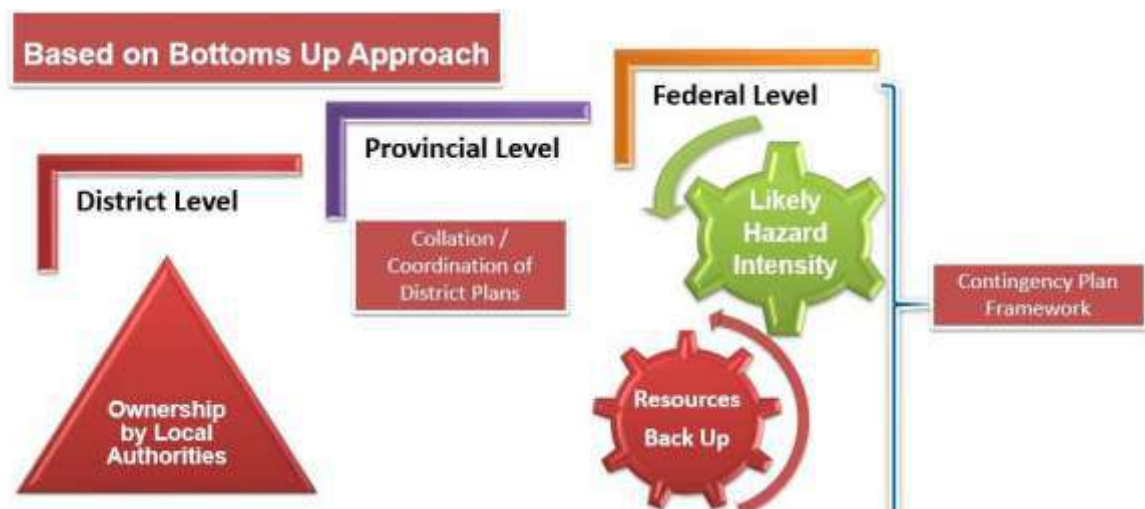 Based on Bottoms Up Approach
District Level
Ownership
by Local
Authorities
Provincial Level
Collation /
Coordination of
District Plans
Federal Level
Likely
Hazard
Intensity
Resources
Back Up
Contingency Plan
Framework